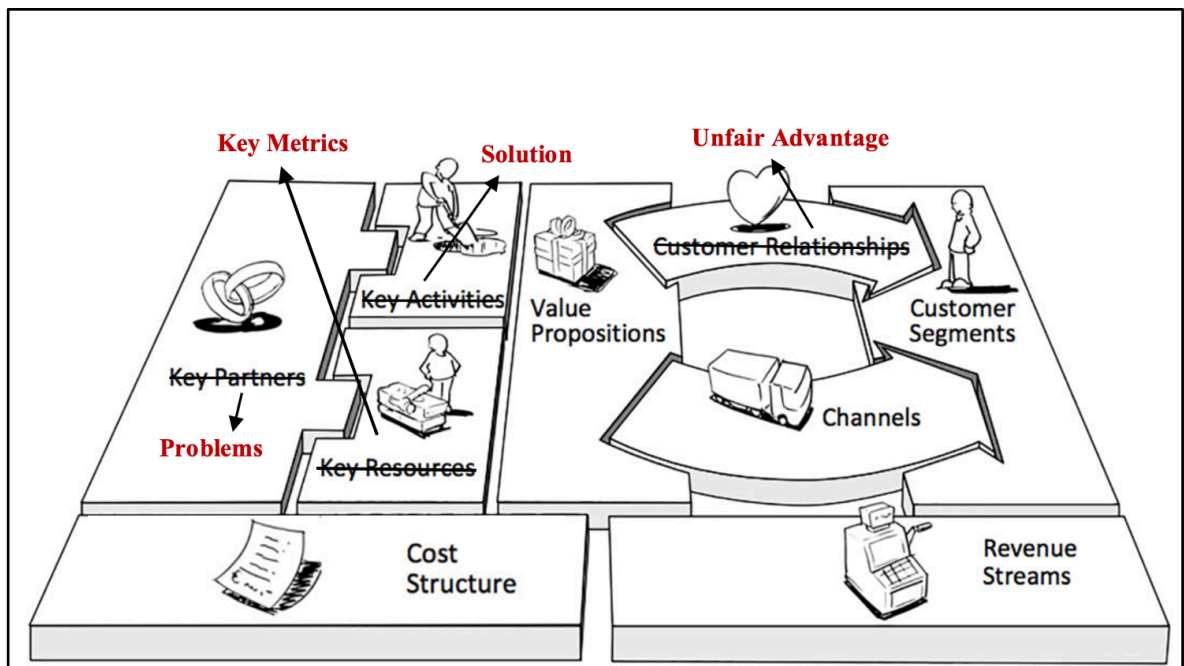 Key Metrics
Solution
Unfair Advantage
Key Activities
Customer Relationships
Value
Propositions
Customer
Segments
Key Partners
Channels
Problems
Key Resources
Cost
Structure
Revenue
Streams